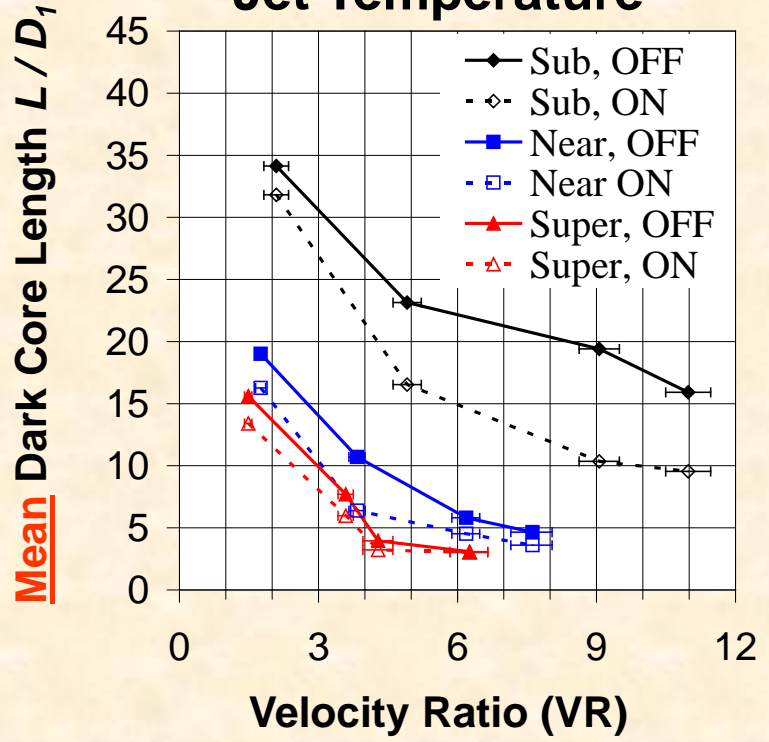 Jet Temperature
Mean Dark Core Length L / D1
45
40
35
30
25
20
15
10
5
0
Sub, OFF
Sub, ON
Near, OFF
Near ON
Super, OFF
Super, ON
0 3 6 9 12
Velocity Ratio (VR)